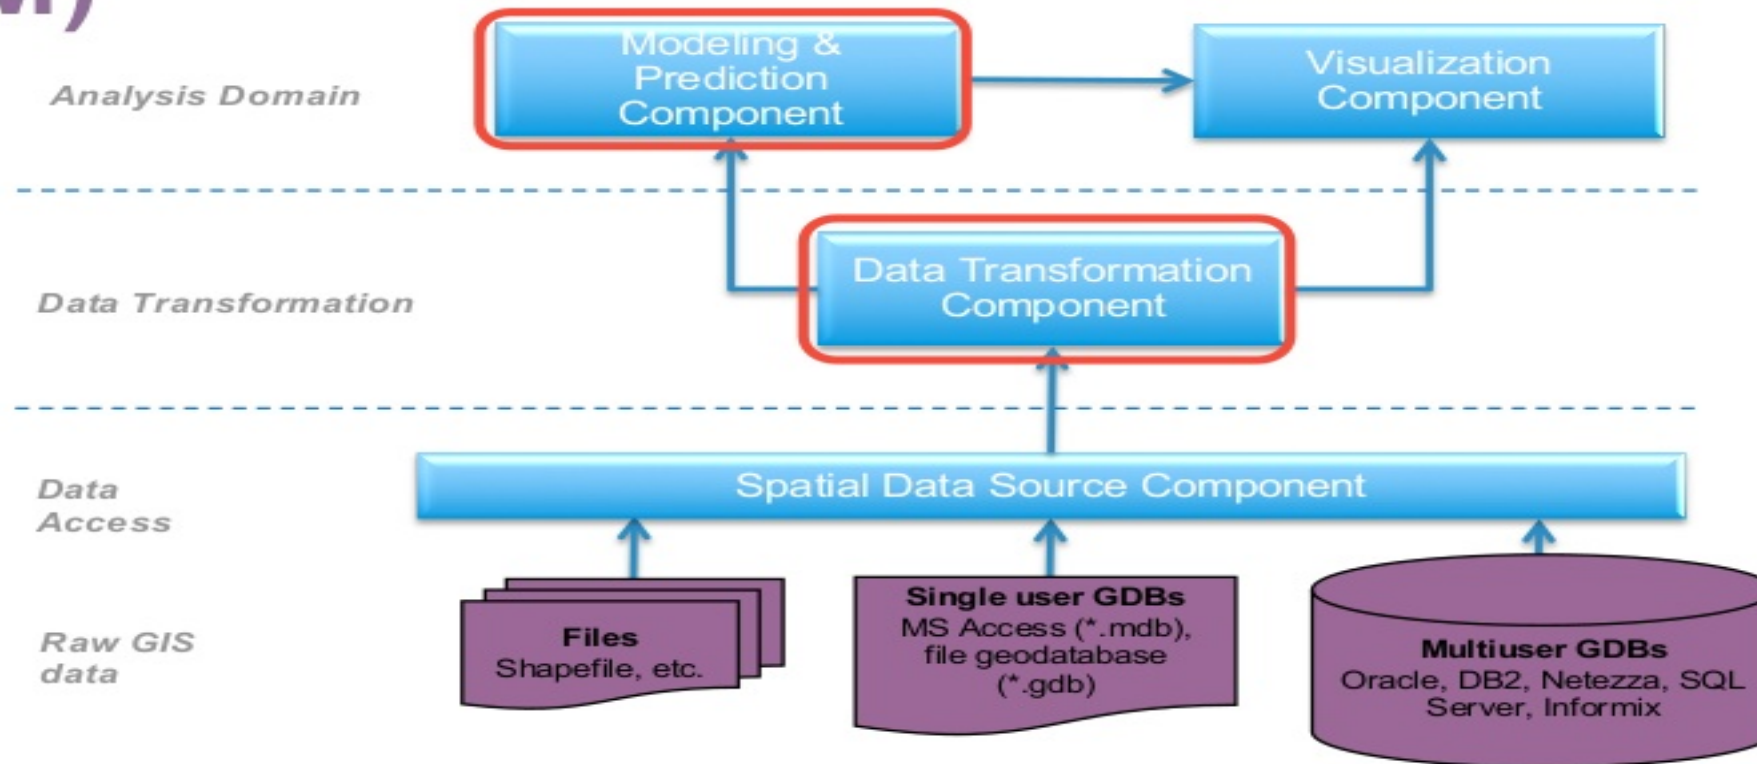 Modeling &
Prediction
Component
Visualization
Component
Analysis Domain
Data Transformation
Component
Data Transformation
Spatial Data Source Component
Data
Access
Files
Shapefile, etc.
Single user GDBs
MS Access (*.mdb),
file geodatabase
(*.gdb)
Multiuser GDBs
Oracle, DB2, Netezza, SQL
Server, Informix
Raw GIS
data